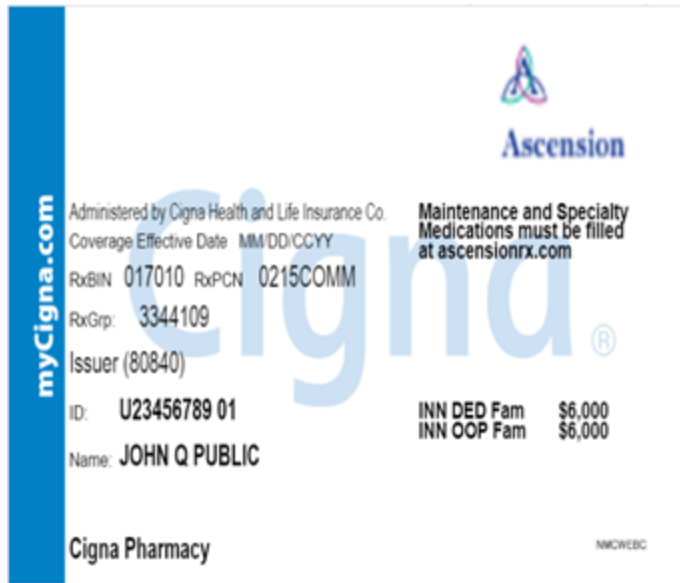 myCigna.com
Ascension
Cigna®
Administered by Cigna Health and Life Insurance Co.
Coverage Effective Date MM/DD/CCYY
RxBIN 017010 RxPCN 0215COMM
RxGrp: 3344109
Issuer (80840)
ID: U23456789 01
Name: JOHN Q PUBLIC
Maintenance and Specialty
Medications must be filled
at ascensionrx.com
INN DED Fam $6,000
INN OOP Fam $6,000
Cigna Pharmacy
NMCWEBC